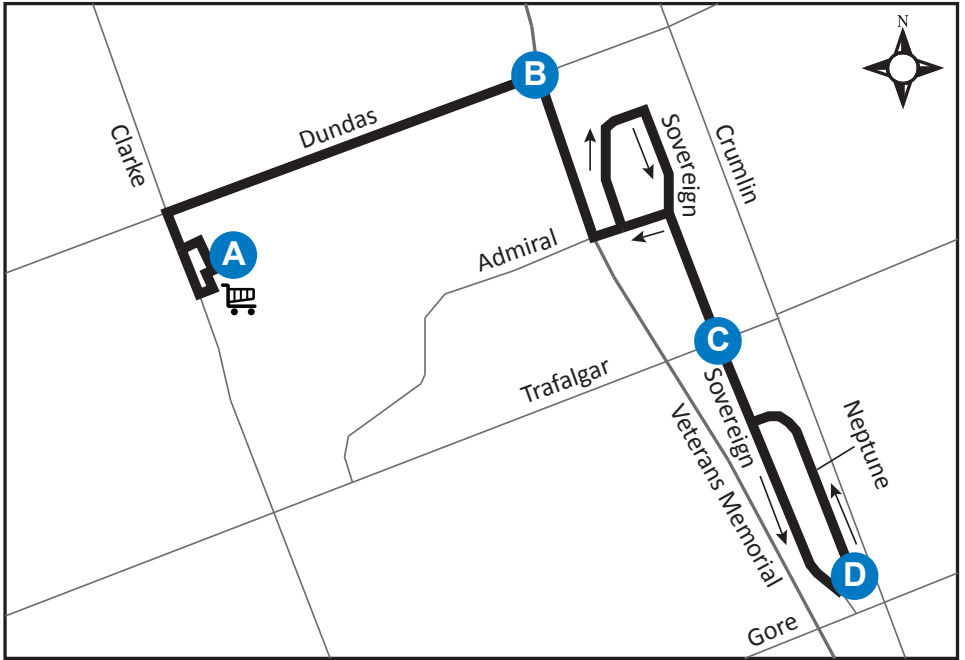 N
B
Dundas
Sovereign
Crumlin
Clarke
A
Admiral
C
Trafalgar
Sovereign
Neptune
Veterans Memorial
D
Gore